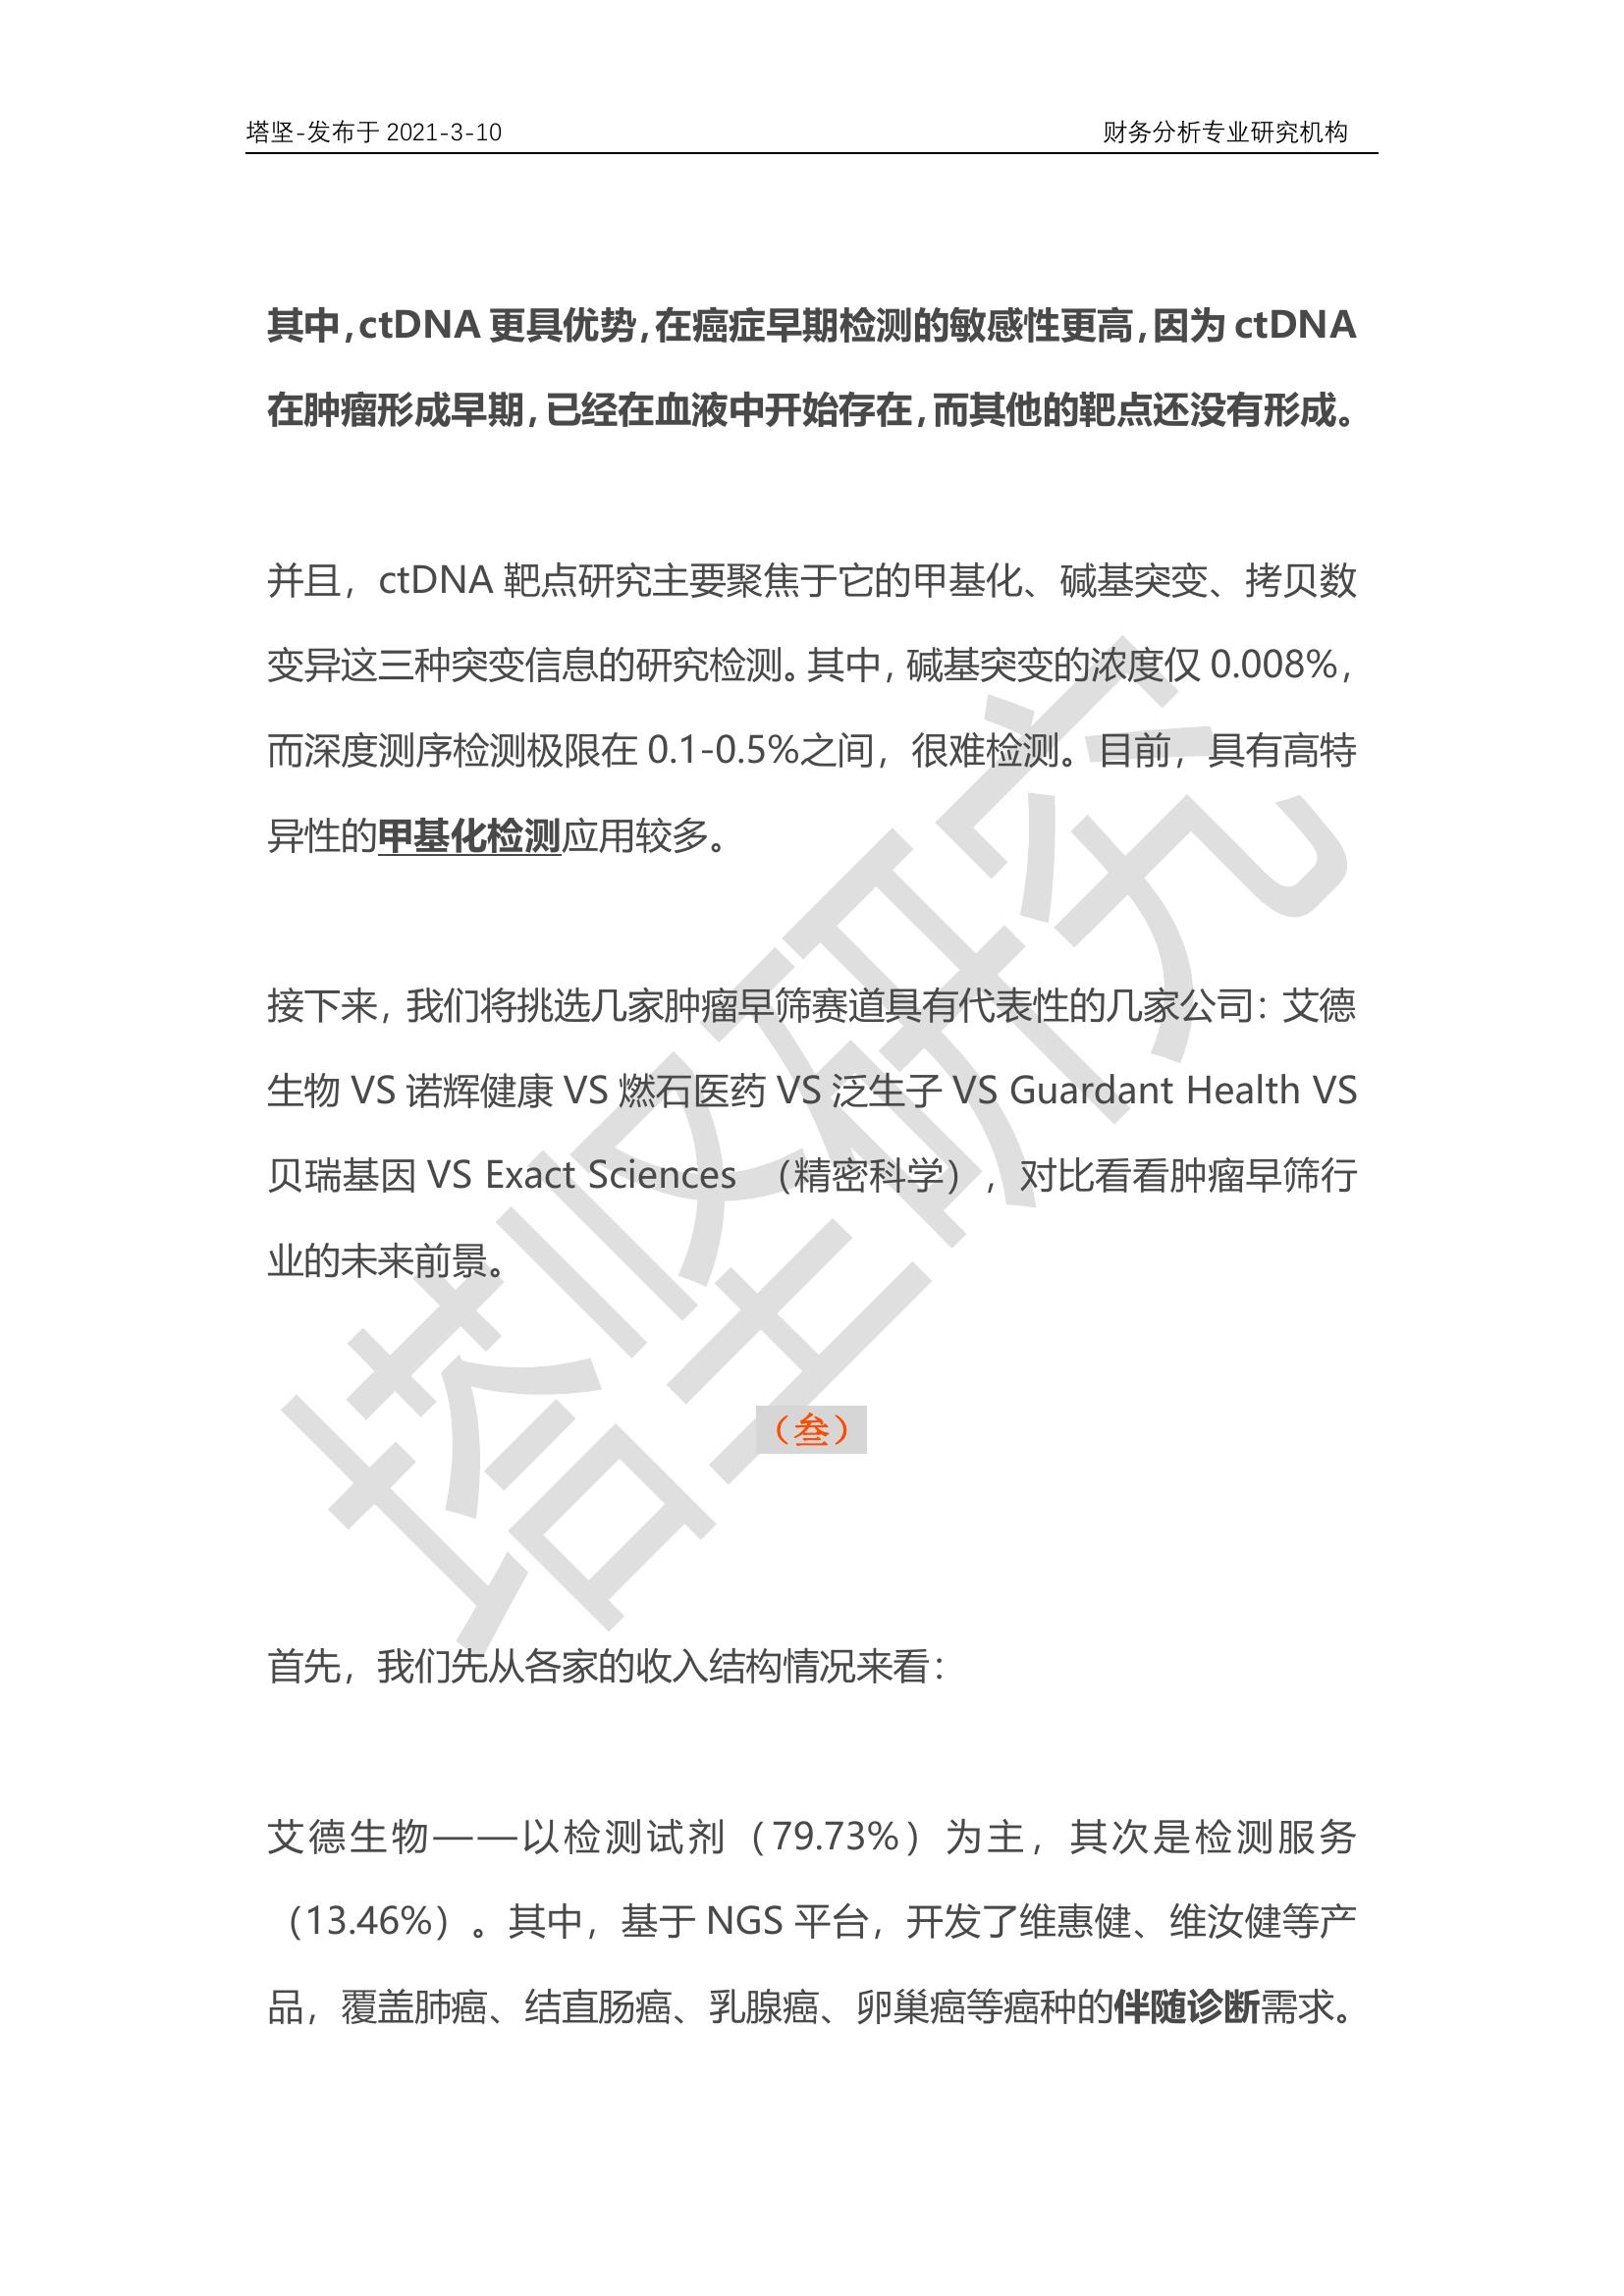 塔坚-发布于 2021-3-10 财务分析专业研究机构
其中，ctDNA 更具优势，在癌症早期检测的敏感性更高，因为 ctDNA
在肿瘤形成早期，已经在血液中开始存在，而其他的靶点还没有形成。
并且，ctDNA 靶点研究主要聚焦于它的甲基化、碱基突变、拷贝数
变异这三种突变信息的研究检测。其中，碱基突变的浓度仅 0.008%，
而深度测序检测极限在 0.1-0.5%之间，很难检测。目前，具有高特
异性的甲基化检测应用较多。
接下来，我们将挑选几家肿瘤早筛赛道具有代表性的几家公司：艾德
生物 VS 诺辉健康 VS 燃石医药 VS 泛生子 VS Guardant Health VS
贝瑞基因 VS Exact Sciences （精密科学），对比看看肿瘤早筛行
业的未来前景。
（叁）
首先，我们先从各家的收入结构情况来看：
艾德生物——以检测试剂（79.73%）为主，其次是检测服务
（13.46%）。其中，基于 NGS 平台，开发了维惠健、维汝健等产
品，覆盖肺癌、结直肠癌、乳腺癌、卵巢癌等癌种的伴随诊断需求。
塔坚研究